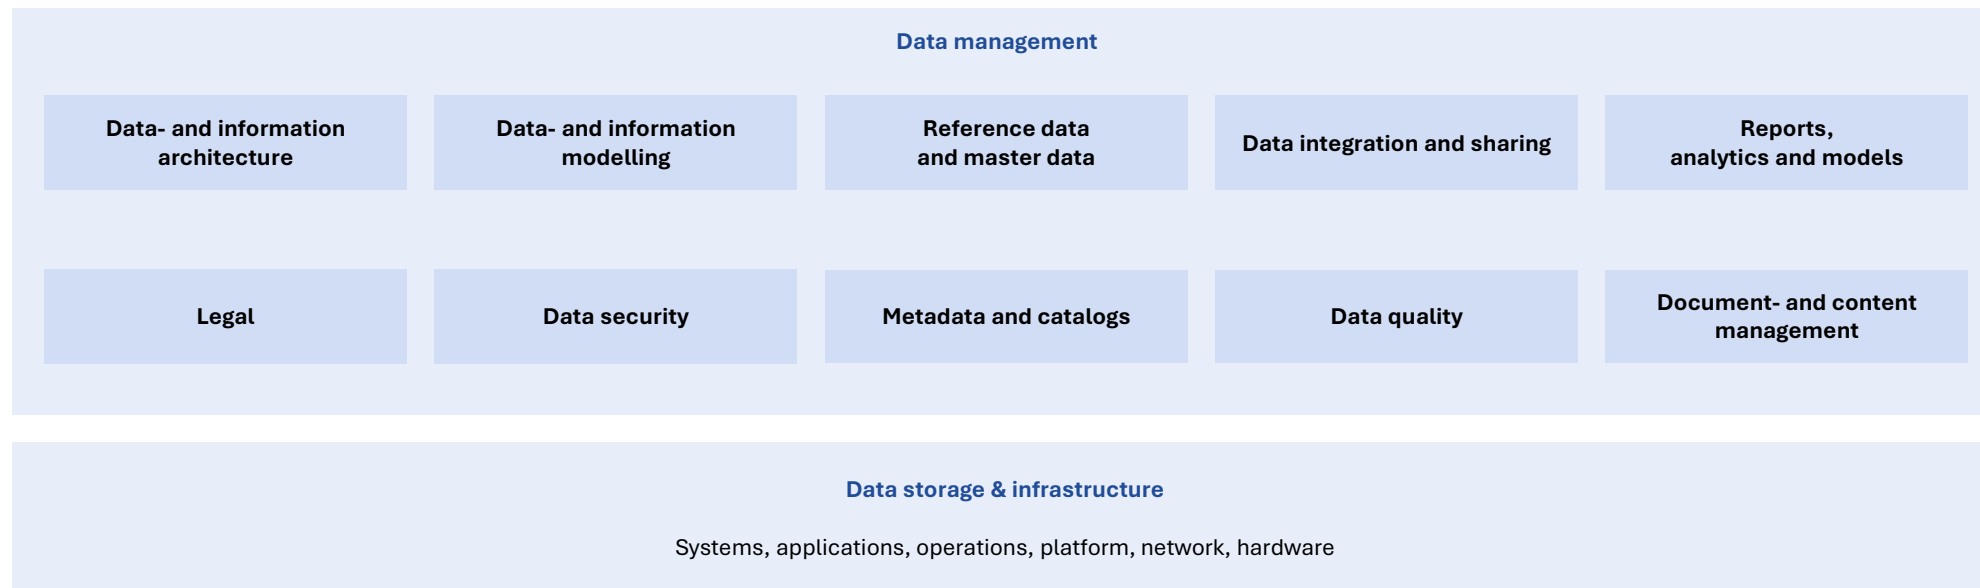 Data management
Data- and information
architecture
Data- and information
modelling
Reference data
and master data
Data integration and sharing
Reports,
analytics and models
Legal
Data security
Metadata and catalogs
Data quality
Document- and content
management
Data storage & infrastructure
Systems, applications, operations, platform, network, hardware